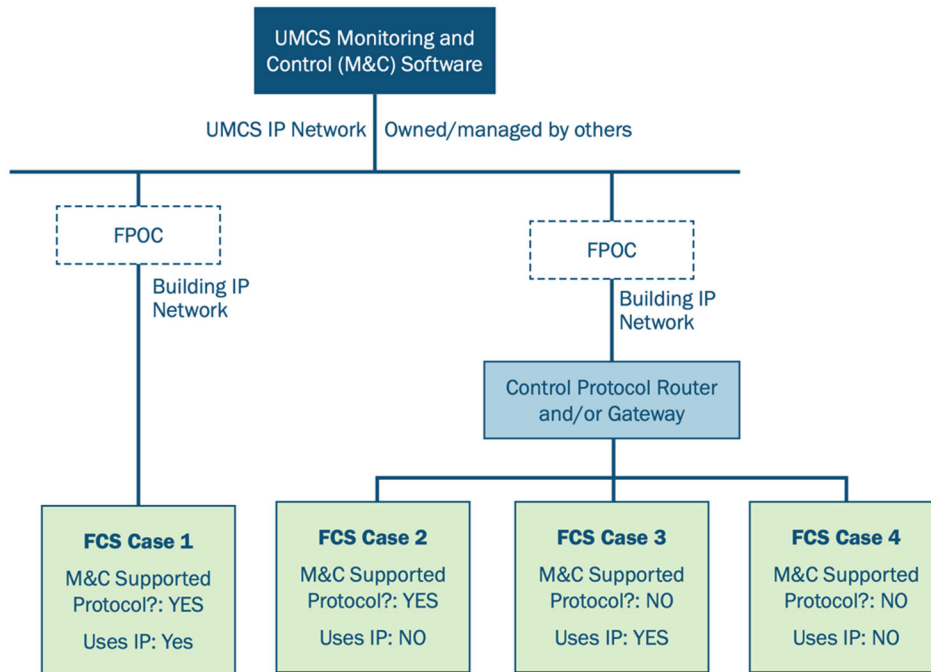 UMCS Monitoring and
Control (M&C) Software
UMCS IP Network
Owned/managed by others
FPOC
FPOC
Building IP
Network
Building IP
Network
Control Protocol Router
and/or Gateway
FCS Case 1
M&C Supported
Protocol?: YES
Uses IP: Yes
FCS Case 2
M&C Supported
Protocol?: YES
Uses IP: NO
FCS Case 3
M&C Supported
Protocol?: NO
Uses IP: YES
FCS Case 4
M&C Supported
Protocol?: NO
Uses IP: NO